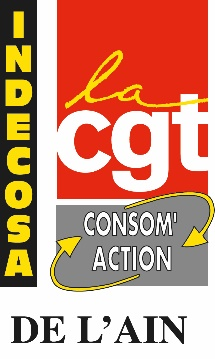 INDECOSA
la
cgt
CONSOM'
ACTION
DE L'AIN